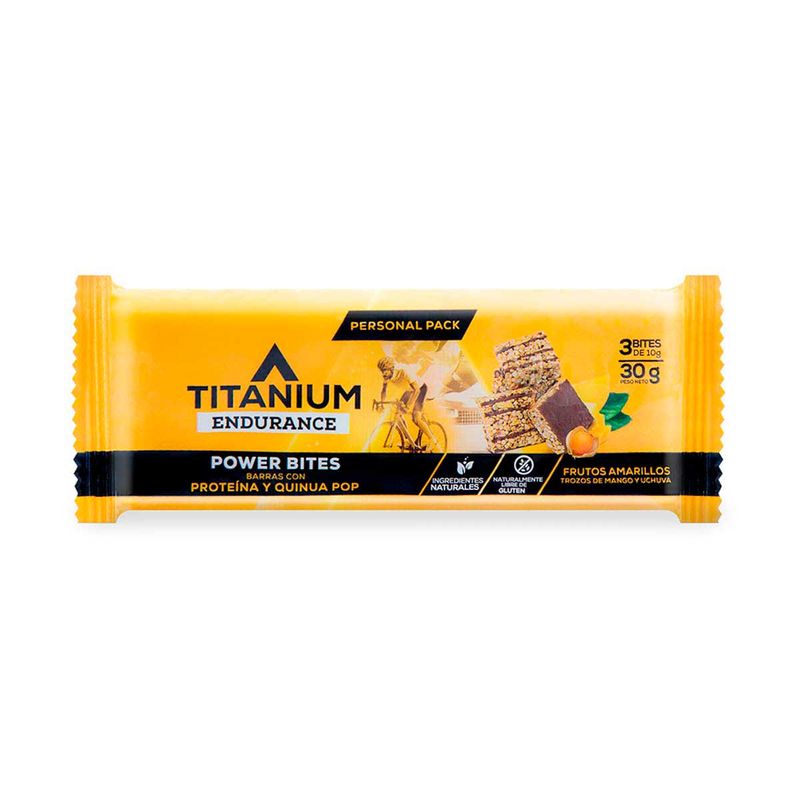 PERSONAL PACK
TITANIUM
ENDURANCE
POWER BITES
BARRAS CON
PROTEÍNA Y QUINUA POP
3 BITES
DE 10g
30 g
PESO NETO
INGREDIENTES
NATURALES
NATURALMENTE
LIBRE DE
GLUTEN
FRUTOS AMARILLOS
TROZOS DE MANGO Y UCHUVA